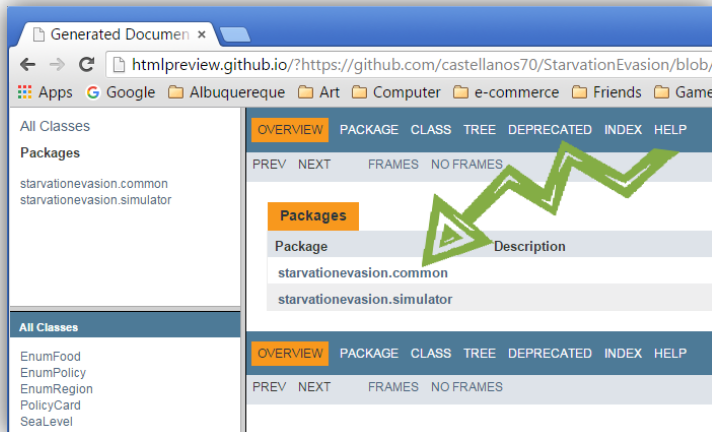 Generated Documen ×
htmlpreview.github.io/?https://github.com/castellanos70/StarvationEvasion/blob/
Apps G Google Albuquereque Art Computer e-commerce Friends Game
All Classes
Packages
starvationevasion.common
starvationevasion.simulator
All Classes
EnumFood
EnumPolicy
EnumRegion
PolicyCard
SeaLevel
OVERVIEW PACKAGE CLASS TREE DEPRECATED INDEX HELP
PREV NEXT FRAMES NO FRAMES
Packages
Package Description
starvationevasion.common
starvationevasion.simulator
OVERVIEW PACKAGE CLASS TREE DEPRECATED INDEX HELP
PREV NEXT FRAMES NO FRAMES